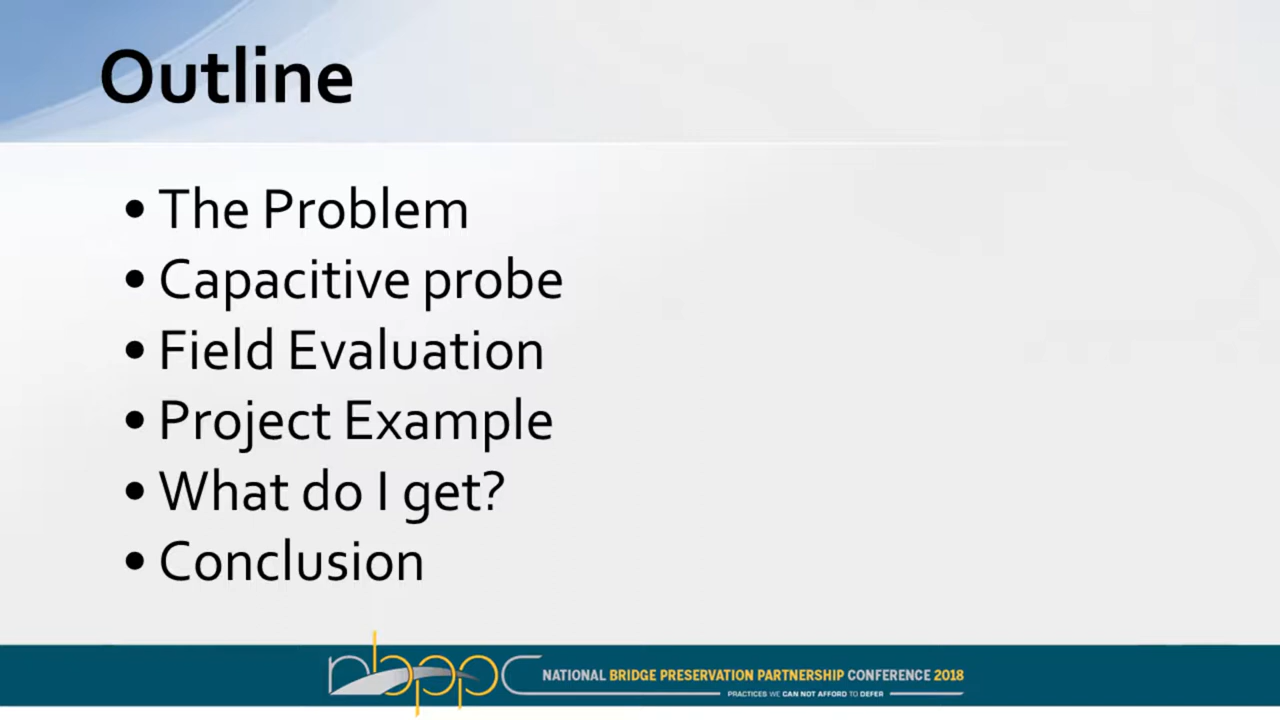 Outline
• The Problem
• Capacitive probe
• Field Evaluation
• Project Example
• What do I get?
• Conclusion
nbppc NATIONAL BRIDGE PRESERVATION PARTNERSHIP CONFERENCE 2018
PRACTICES WE CAN NOT AFFORD TO DEFER